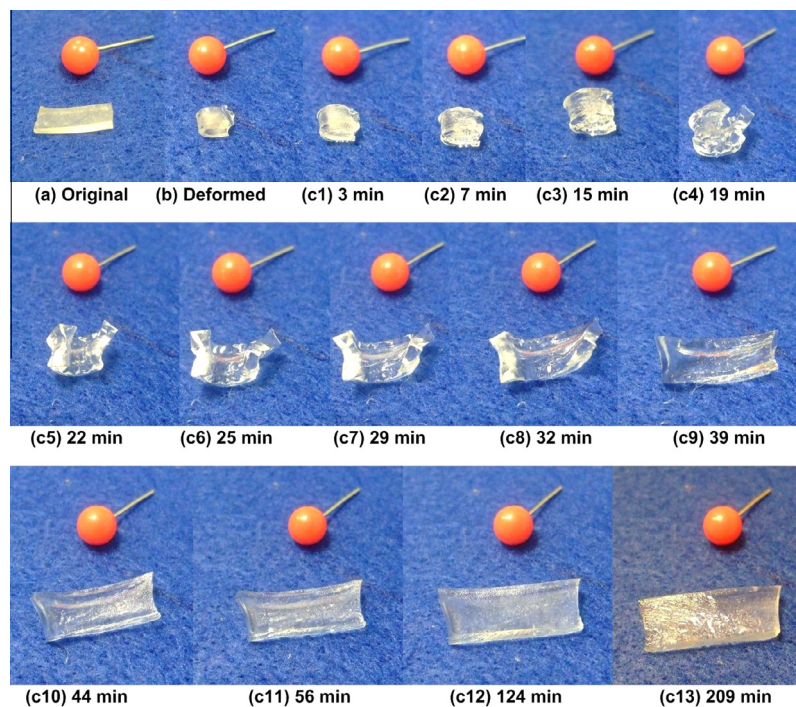 (a) Original (b) Deformed (c1) 3 min (c2) 7 min (c3) 15 min (c4) 19 min
(c5) 22 min (c6) 25 min (c7) 29 min (c8) 32 min (c9) 39 min
(c10) 44 min (c11) 56 min (c12) 124 min (c13) 209 min